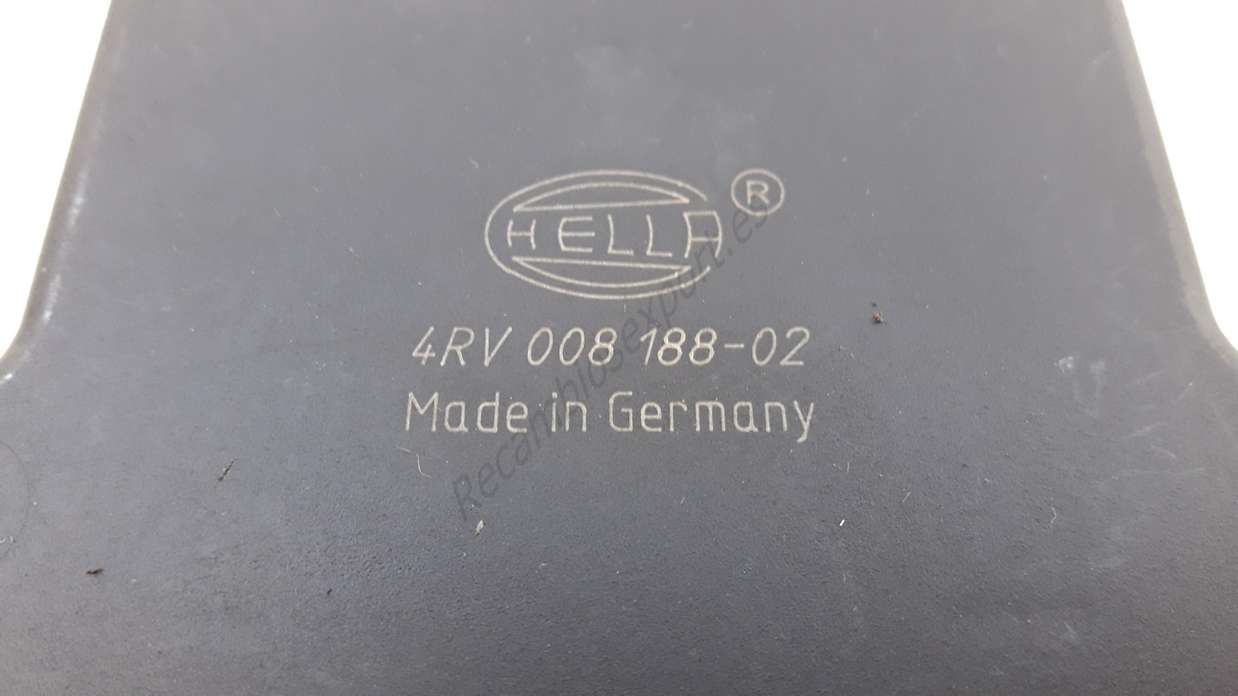 HELLA ®
4RV 008 188-02
Made in Germany
Recambiosexport.es